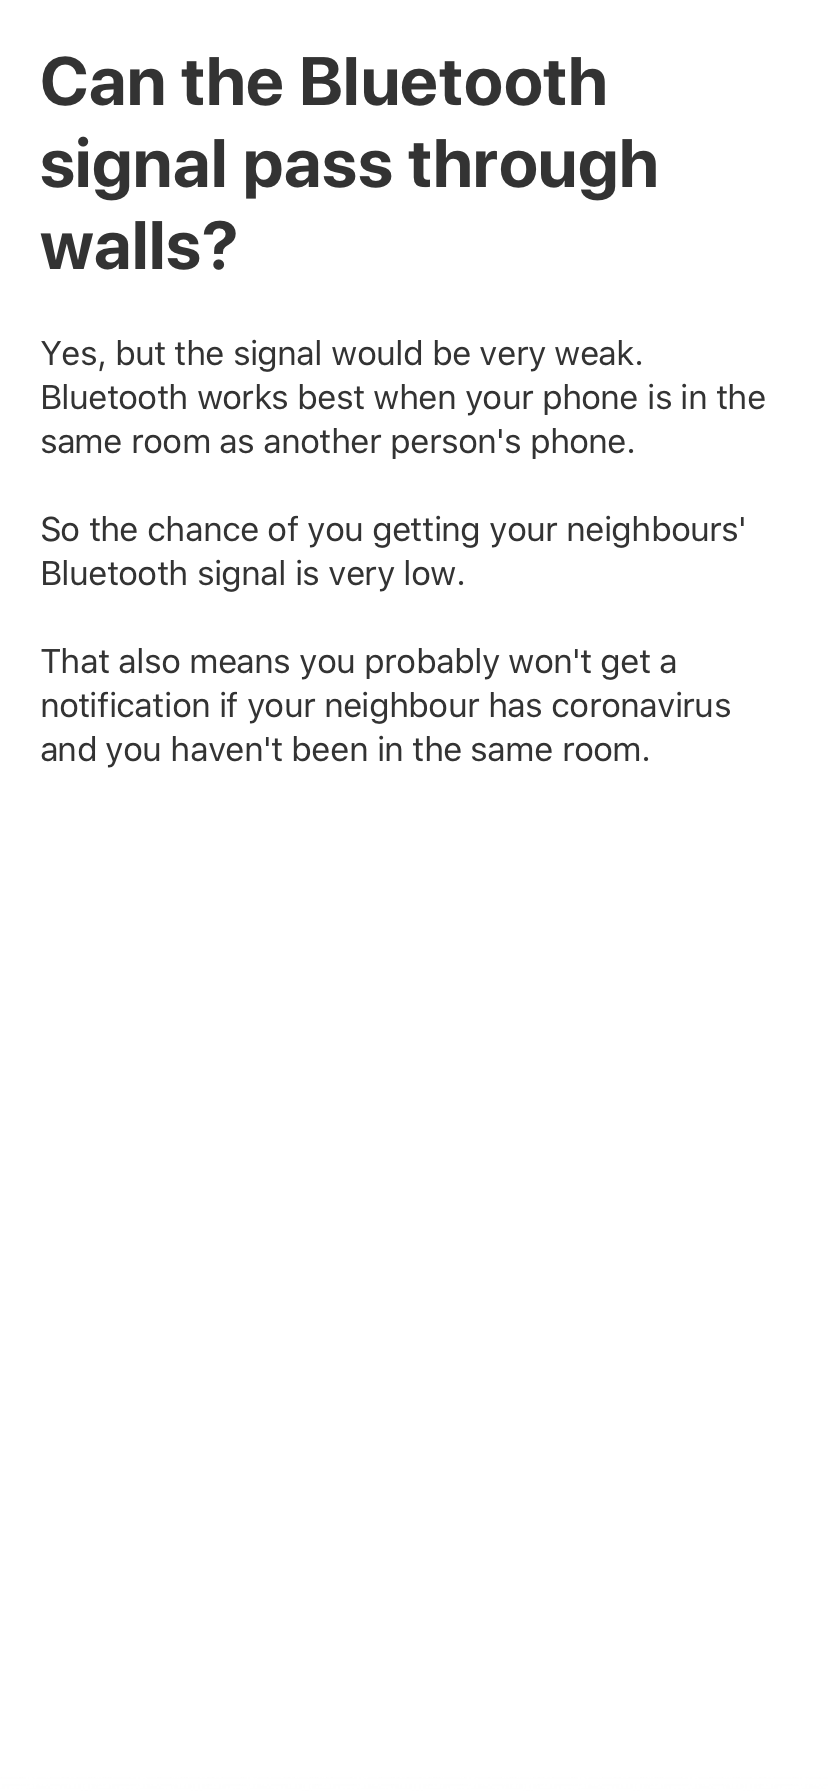 Can the Bluetooth
signal pass through
walls?
Yes, but the signal would be very weak.
Bluetooth works best when your phone is in the
same room as another person's phone.
So the chance of you getting your neighbours'
Bluetooth signal is very low.
That also means you probably won't get a
notification if your neighbour has coronavirus
and you haven't been in the same room.